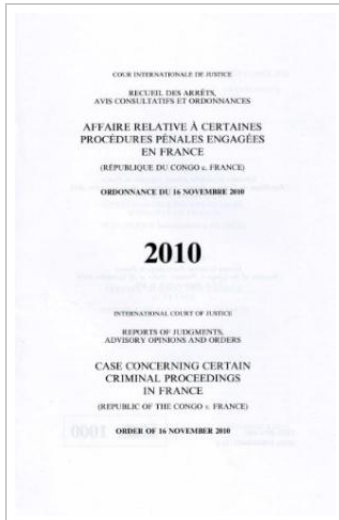 COUR INTERNATIONALE DE JUSTICE
RECUEIL DES ARRÊTS,
AVIS CONSULTATIFS ET ORDONNANCES
AFFAIRE RELATIVE À CERTAINES
PROCÉDURES PÉNALES ENGAGÉES
EN FRANCE
(RÉPUBLIQUE DU CONGO c. FRANCE)
ORDONNANCE DU 16 NOVEMBRE 2010
2010
INTERNATIONAL COURT OF JUSTICE
REPORTS OF JUDGMENTS,
ADVISORY OPINIONS AND ORDERS
CASE CONCERNING CERTAIN
CRIMINAL PROCEEDINGS
IN FRANCE
(REPUBLIC OF THE CONGO v. FRANCE)
ORDER OF 16 NOVEMBER 2010